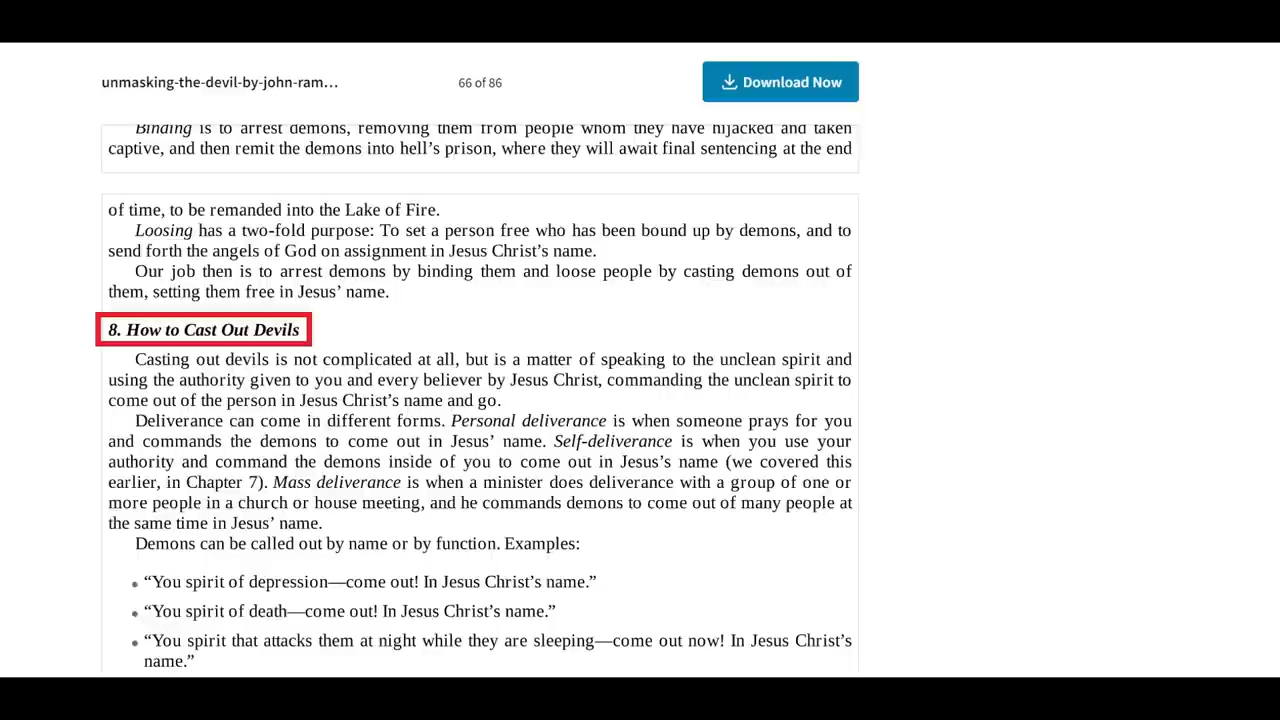 unmasking-the-devil-by-john-ram…
66 of 86
Download Now
Binding is to arrest demons, removing them from people whom they have hijacked and taken
captive, and then remit the demons into hell’s prison, where they will await final sentencing at the end
of time, to be remanded into the Lake of Fire.
Loosing has a two-fold purpose: To set a person free who has been bound up by demons, and to
send forth the angels of God on assignment in Jesus Christ’s name.
Our job then is to arrest demons by binding them and loose people by casting demons out of
them, setting them free in Jesus’ name.
8. How to Cast Out Devils
Casting out devils is not complicated at all, but is a matter of speaking to the unclean spirit and
using the authority given to you and every believer by Jesus Christ, commanding the unclean spirit to
come out of the person in Jesus Christ’s name and go.
Deliverance can come in different forms. Personal deliverance is when someone prays for you
and commands the demons to come out in Jesus’ name. Self-deliverance is when you use your
authority and command the demons inside of you to come out in Jesus’s name (we covered this
earlier, in Chapter 7). Mass deliverance is when a minister does deliverance with a group of one or
more people in a church or house meeting, and he commands demons to come out of many people at
the same time in Jesus’ name.
Demons can be called out by name or by function. Examples:
“You spirit of depression—come out! In Jesus Christ’s name.”
“You spirit of death—come out! In Jesus Christ’s name.”
“You spirit that attacks them at night while they are sleeping—come out now! In Jesus Christ’s
name.”